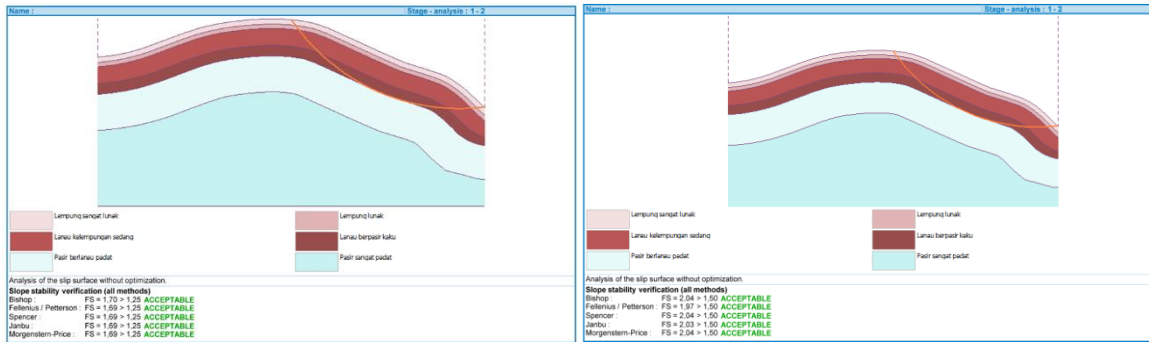 Name :
Stage - analysis : 1 - 2
Lempung sangat lunak
Lempung lunak
Lanau kelempungan sedang
Lanau berpasir kaku
Pasir berlanau padat
Pasir sangat padat
Analysis of the slip surface without optimization.
Slope stability verification (all methods)
Bishop : FS = 1,70 > 1,25 ACCEPTABLE
Fellenius / Petterson : FS = 1,69 > 1,25 ACCEPTABLE
Spencer : FS = 1,69 > 1,25 ACCEPTABLE
Janbu : FS = 1,69 > 1,25 ACCEPTABLE
Morgenstern-Price : FS = 1,69 > 1,25 ACCEPTABLE
Name :
Stage - analysis : 1 - 2
Lempung sangat lunak
Lempung lunak
Lanau kelempungan sedang
Lanau berpasir kaku
Pasir berlanau padat
Pasir sangat padat
Analysis of the slip surface without optimization.
Slope stability verification (all methods)
Bishop : FS = 2,04 > 1,50 ACCEPTABLE
Fellenius / Petterson : FS = 1,97 > 1,50 ACCEPTABLE
Spencer : FS = 2,04 > 1,50 ACCEPTABLE
Janbu : FS = 2,03 > 1,50 ACCEPTABLE
Morgenstern-Price : FS = 2,04 > 1,50 ACCEPTABLE